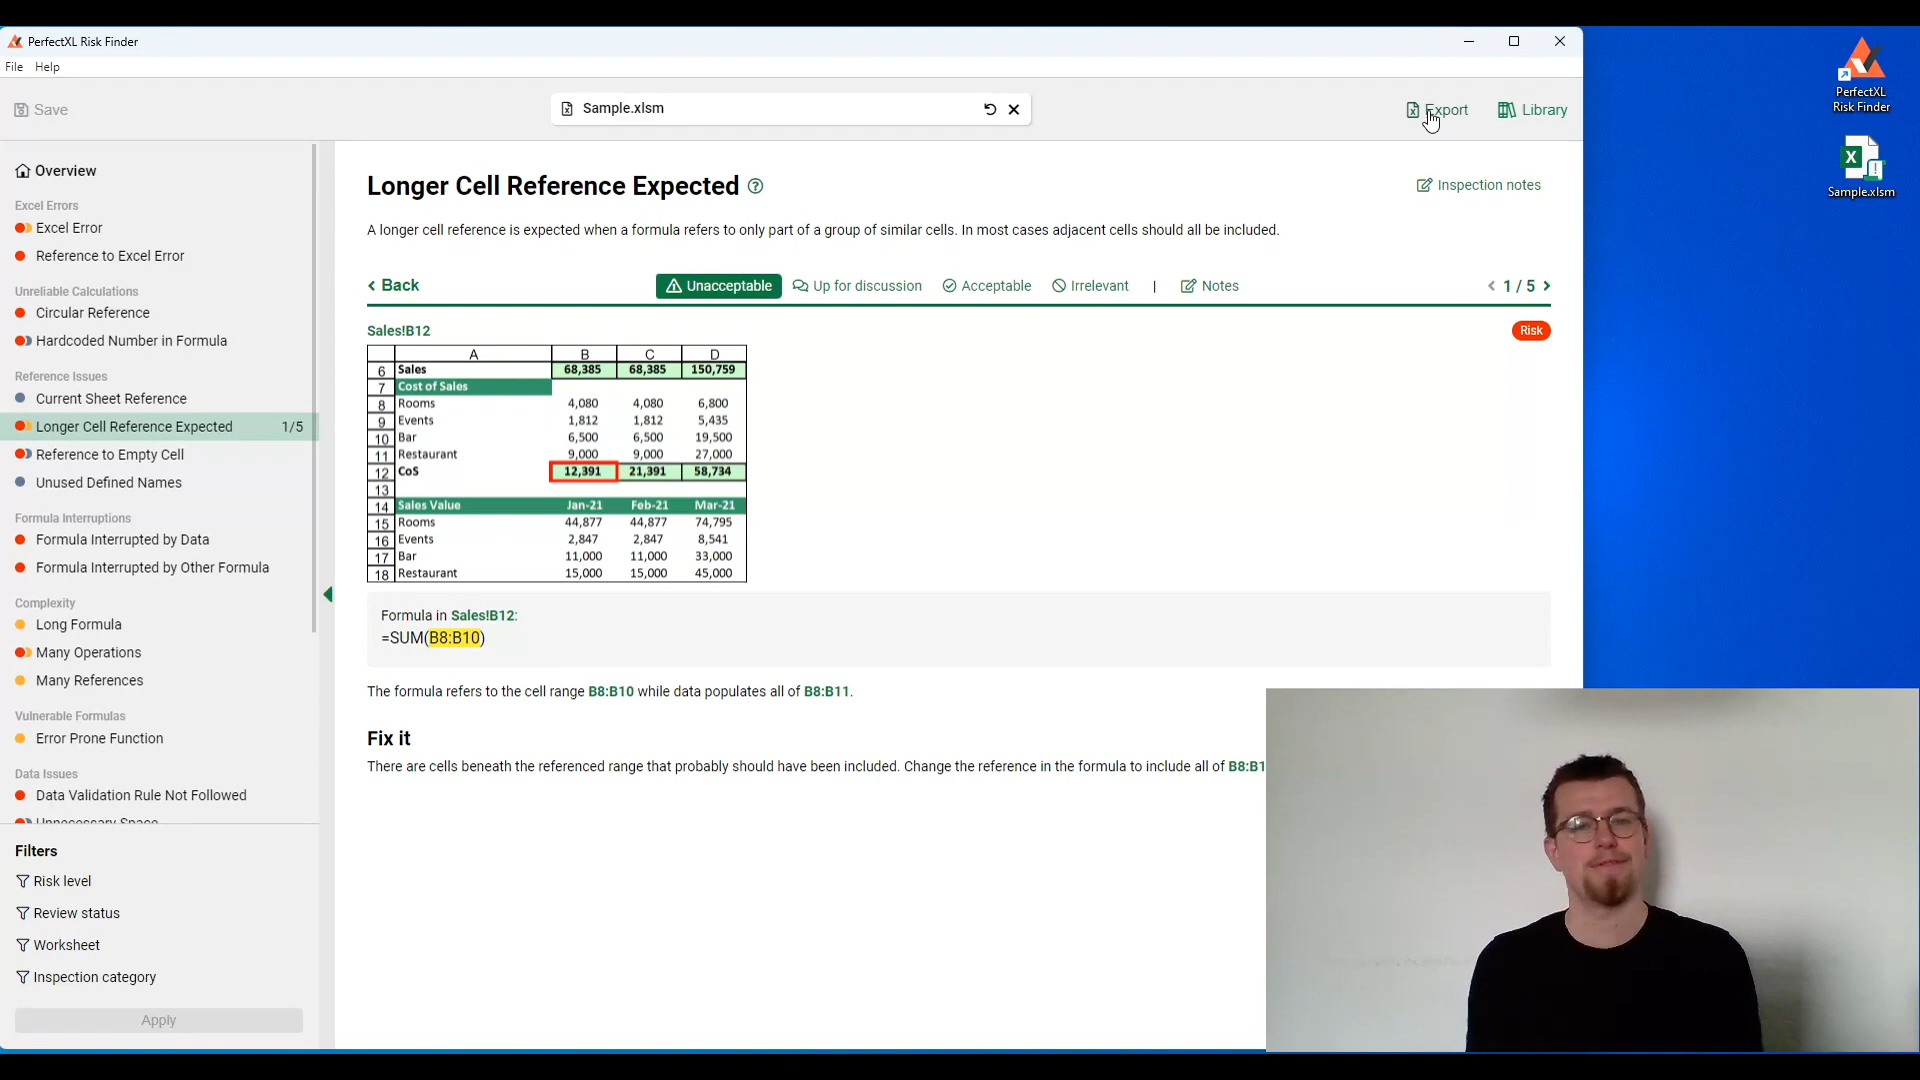 PerfectXL Risk Finder
File Help
Save
Sample.xlsm
Export
Library
Overview
Excel Errors
Excel Error
Reference to Excel Error
Unreliable Calculations
Circular Reference
Hardcoded Number in Formula
Reference Issues
Current Sheet Reference
Longer Cell Reference Expected 1/5
Reference to Empty Cell
Unused Defined Names
Formula Interruptions
Formula Interrupted by Data
Formula Interrupted by Other Formula
Complexity
Long Formula
Many Operations
Many References
Vulnerable Formulas
Error Prone Function
Data Issues
Data Validation Rule Not Followed
Unnecessary Space
Filters
Risk level
Review status
Worksheet
Inspection category
Apply
Longer Cell Reference Expected
Inspection notes
A longer cell reference is expected when a formula refers to only part of a group of similar cells. In most cases adjacent cells should all be included.
Back
Unacceptable Up for discussion Acceptable Irrelevant | Notes
1 / 5
Sales!B12
Risk
A B C D
6 Sales 68,385 68,385 150,759
7 Cost of Sales
8 Rooms 4,080 4,080 6,800
9 Events 1,812 1,812 5,435
10 Bar 6,500 6,500 19,500
11 Restaurant 9,000 9,000 27,000
12 CoS 12,391 21,391 58,734
13
14 Sales Value Jan-21 Feb-21 Mar-21
15 Rooms 44,877 44,877 74,795
16 Events 2,847 2,847 8,541
17 Bar 11,000 11,000 33,000
18 Restaurant 15,000 15,000 45,000
Formula in Sales!B12:
=SUM(B8:B10)
The formula refers to the cell range B8:B10 while data populates all of B8:B11.
Fix it
There are cells beneath the referenced range that probably should have been included. Change the reference in the formula to include all of B8:B1
PerfectXL
Risk Finder
Sample.xlsm